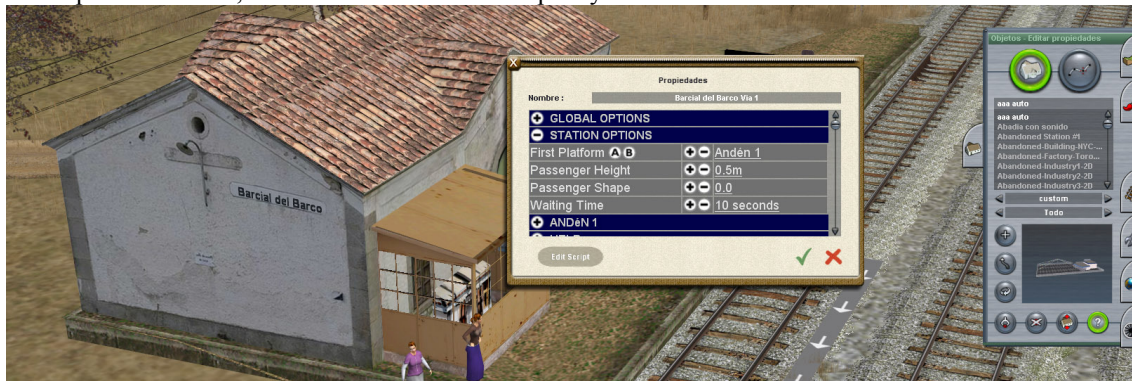 Barcial del Barco
Propiedades
Nombre :
Barcial del Barco Via 1
GLOBAL OPTIONS
STATION OPTIONS
First Platform A B
Andén 1
Passenger Height
0.5m
Passenger Shape
0.0
Waiting Time
10 seconds
ANDèN 1
Edit Script
Objetos - Editar propiedades
aaa auto
aaa auto
Abadia con sonido
Abandoned Station #1
Abandoned-Building-NYC-...
Abandoned-Factory-Toro...
Abandoned-Industry1-2D
Abandoned-Industry2-2D
Abandoned-Industry3-2D
custom
Todo